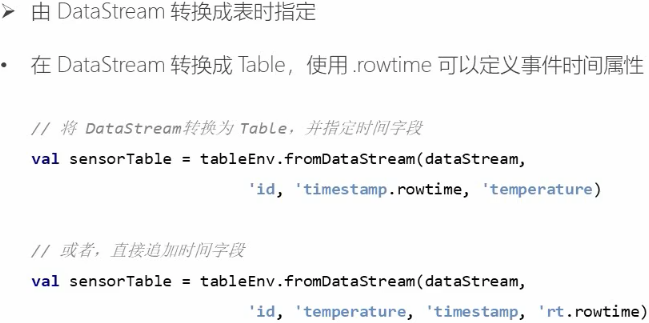 ➢ 由 DataStream 转换成表时指定
• 在 DataStream 转换成 Table，使用 .rowtime 可以定义事件时间属性
// 将 DataStream转换为 Table，并指定时间字段
val sensorTable = tableEnv.fromDataStream(dataStream,
'id, 'timestamp.rowtime, 'temperature)
// 或者，直接追加时间字段
val sensorTable = tableEnv.fromDataStream(dataStream,
'id, 'temperature, 'timestamp, 'rt.rowtime)